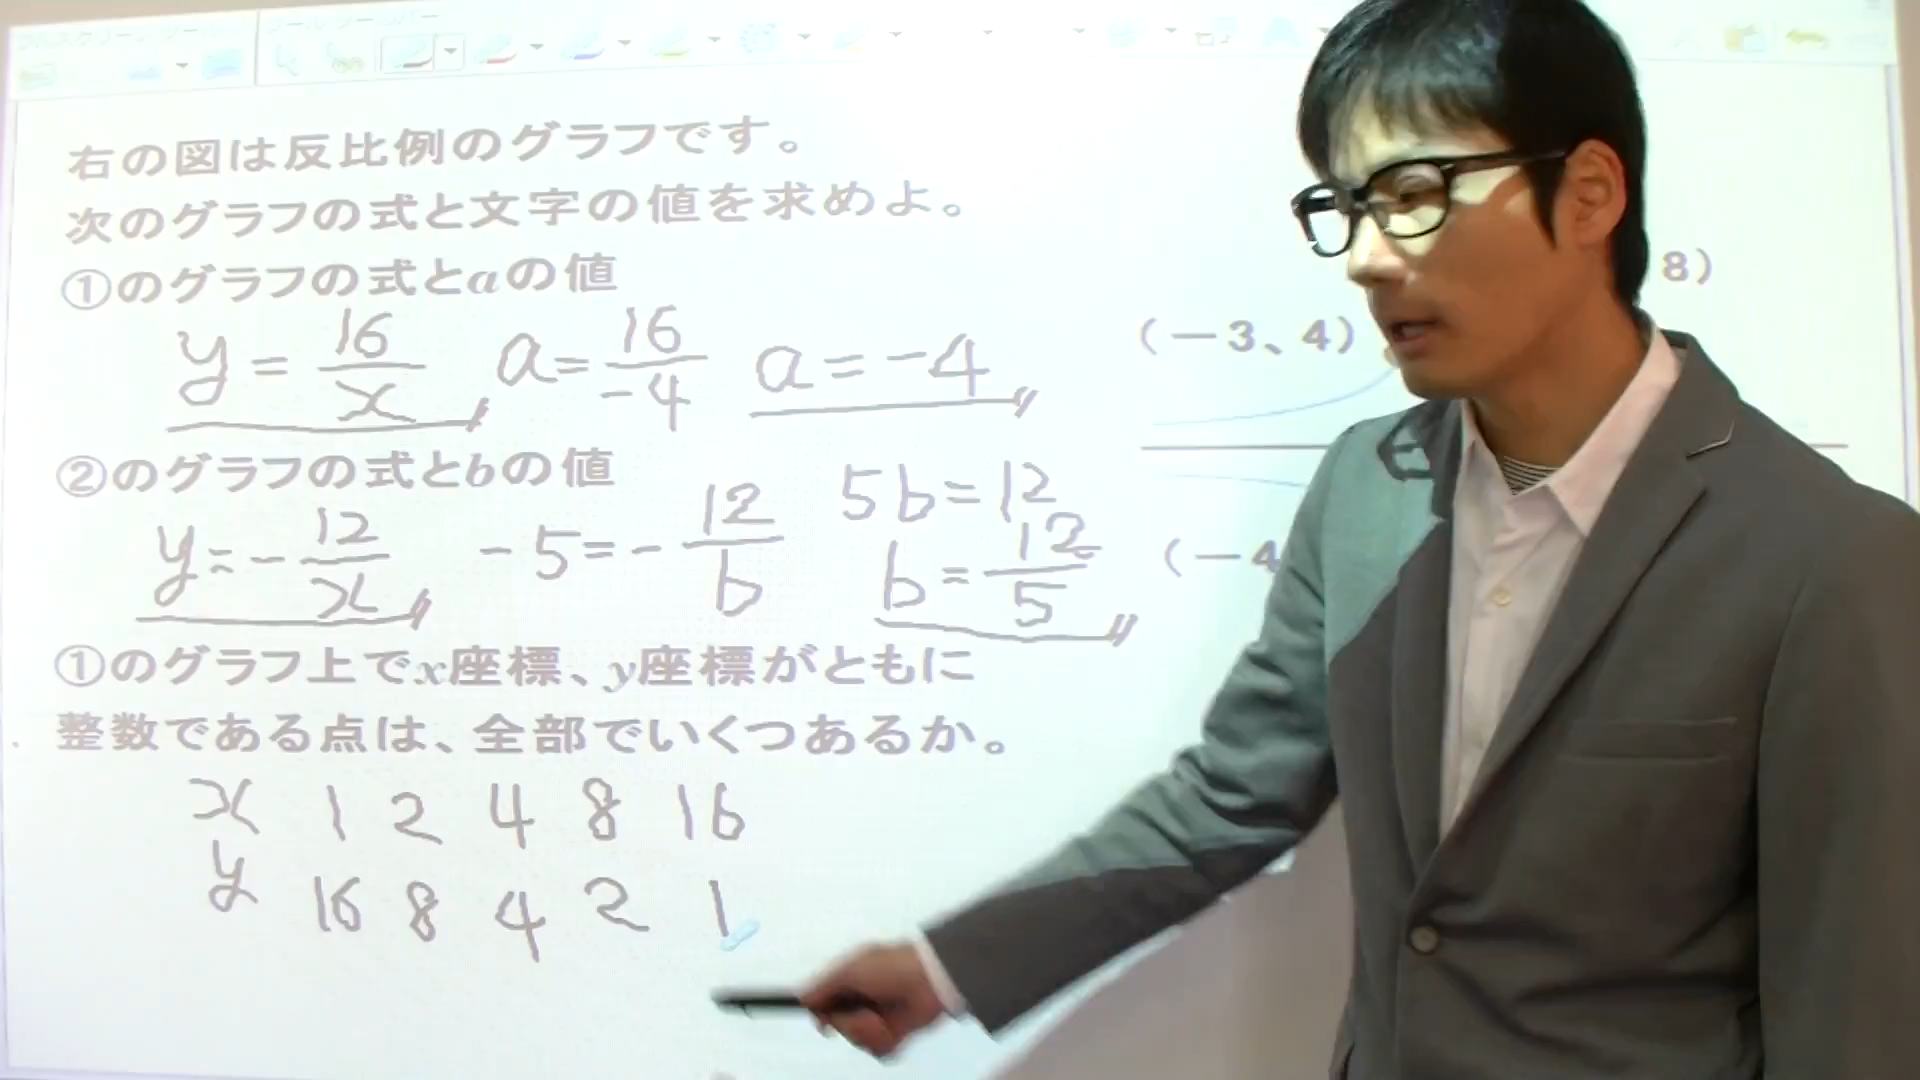 右の図は反比例のグラフです。
次のグラフの式と文字の値を求めよ。
①のグラフの式とaの値
y = 16/x a = 16/-4 a = -4
②のグラフの式とbの値
y = -12/x -5 = -12/b 5b = 12
b = 12/5
①のグラフ上でx座標、y座標がともに
整数である点は、全部でいくつあるか。
x 1 2 4 8 16
y 16 8 4 2 1
8)
(-3、4)
(-4